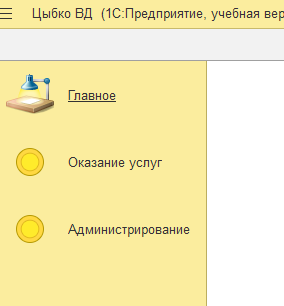 Цыбко ВД (1С:Предприятие, учебная вер
Главное
Оказание услуг
Администрирование